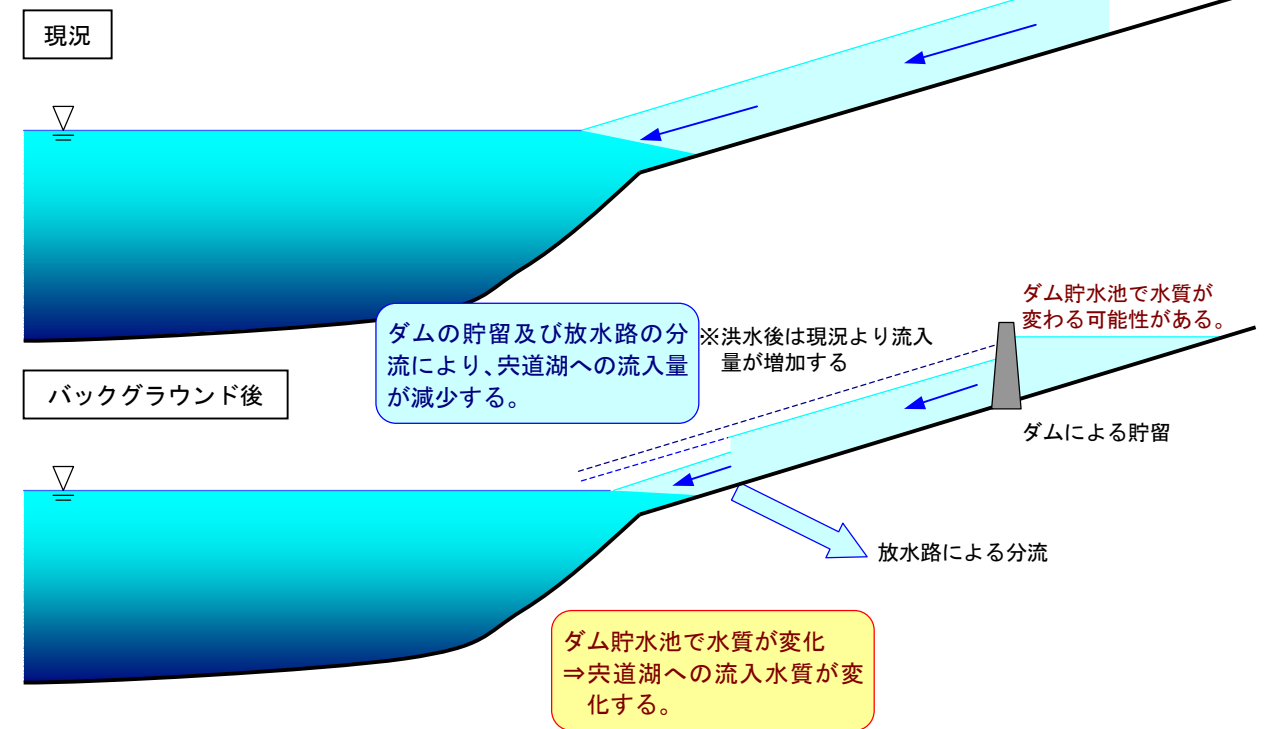 現況
ダムの貯留及び放水路の分
流により、宍道湖への流入量
が減少する。
※洪水後は現況より流入
量が増加する
ダム貯水池で水質が
変わる可能性がある。
バックグラウンド後
ダムによる貯留
放水路による分流
ダム貯水池で水質が変化
⇒宍道湖への流入水質が変
化する。